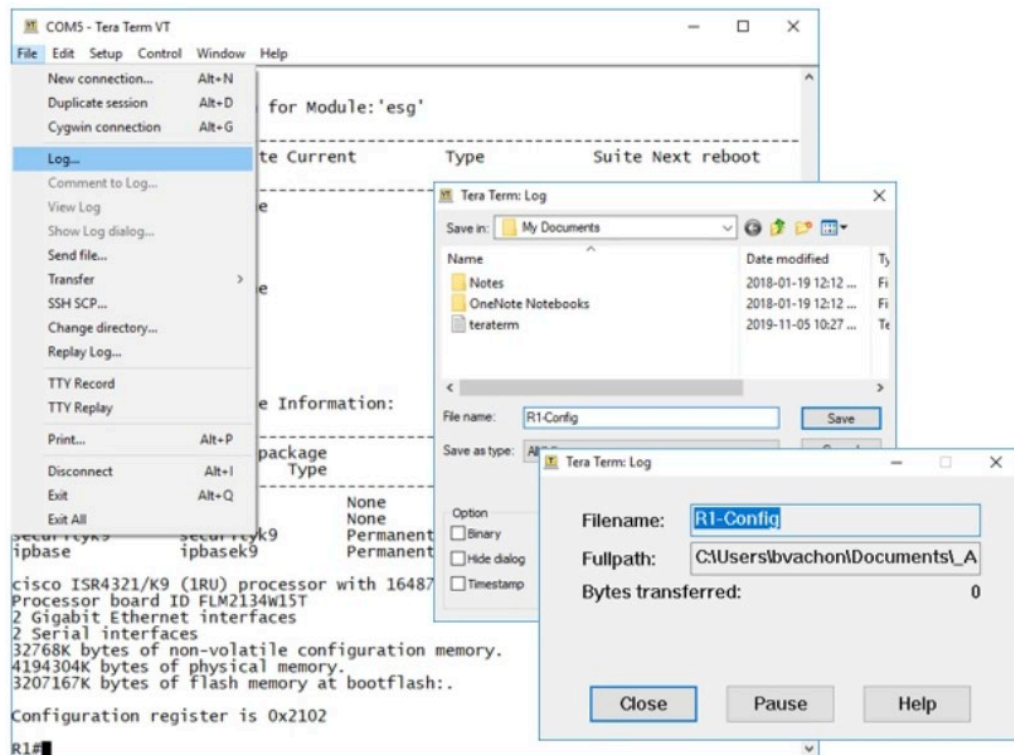 COM5 - Tera Term VT
File Edit Setup Control Window Help
New connection... Alt+N
Duplicate session Alt+D
Cygwin connection Alt+G
Log...
Comment to Log...
View Log
Show Log dialog...
Send file...
Transfer >
SSH SCP...
Change directory...
Replay Log...
TTY Record
TTY Replay
Print... Alt+P
Disconnect Alt+I
Exit Alt+Q
Exit All
for Module:'esg'
te Current Type Suite Next reboot
e
e
e Information:
package
Type
None
None
securityk9 securityk9 Permanent
ipbase ipbasek9 Permanent
cisco ISR4321/K9 (1RU) processor with 16487
Processor board ID FLM2134W15T
2 Gigabit Ethernet interfaces
2 Serial interfaces
32768K bytes of non-volatile configuration memory.
4194304K bytes of physical memory.
3207167K bytes of flash memory at bootflash:.
Configuration register is 0x2102
R1#
Tera Term: Log
Save in: My Documents
Name Date modified Ty
Notes 2018-01-19 12:12 ... Fi
OneNote Notebooks 2018-01-19 12:12 ... Fi
teraterm 2019-11-05 10:27 ... Te
File name: R1-Config Save
Save as type:
Option
Binary
Hide dialog
Timestamp
Tera Term: Log
Filename: R1-Config
Fullpath: C:\Users\bvachon\Documents\_A
Bytes transferred: 0
Close Pause Help